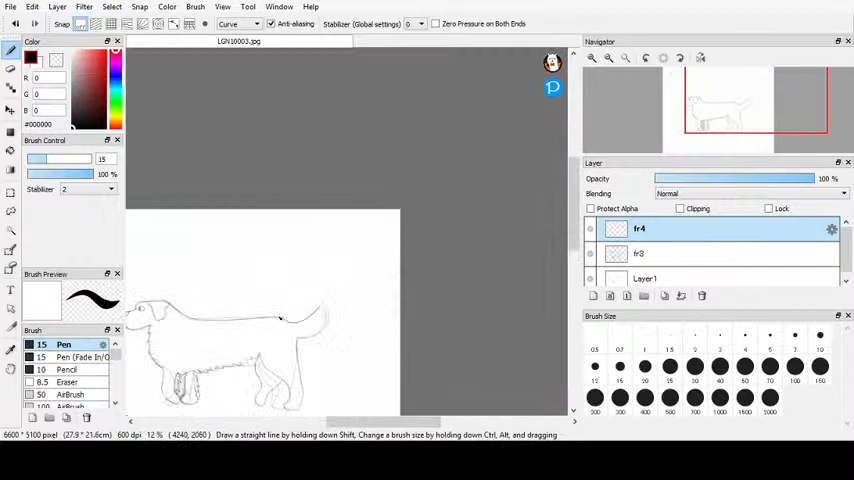 File Edit Layer Filter Select Snap Color Brush View Tool Window Help
Snap off Curve Anti-aliasing Stabilizer (Global settings) 0 Zero Pressure on Both Ends
LGN10003.jpg
Color
R 0
G 0
B 0
#000000
Brush Control
15
100 %
Stabilizer 2
Brush Preview
Brush
15 Pen
15 Pen (Fade In/O
10 Pencil
8.5 Eraser
50 AirBrush
100 AirBrush
Navigator
Layer
Opacity 100 %
Blending Normal
Protect Alpha Clipping Lock
fr4
fr3
Layer1
Brush Size
0.5 0.7 1 1.5 2 3 4 5 7 10
12 15 20 25 30 40 50 70 100 150
200 300 400 500 700 1000 1500 2000
6600 * 5100 pixel (27.9 * 21.6cm) 600 dpi 12 % ( 4240, 2060) Draw a straight line by holding down Shift, Change a brush size by holding down Ctrl, Alt, and dragging
T
P